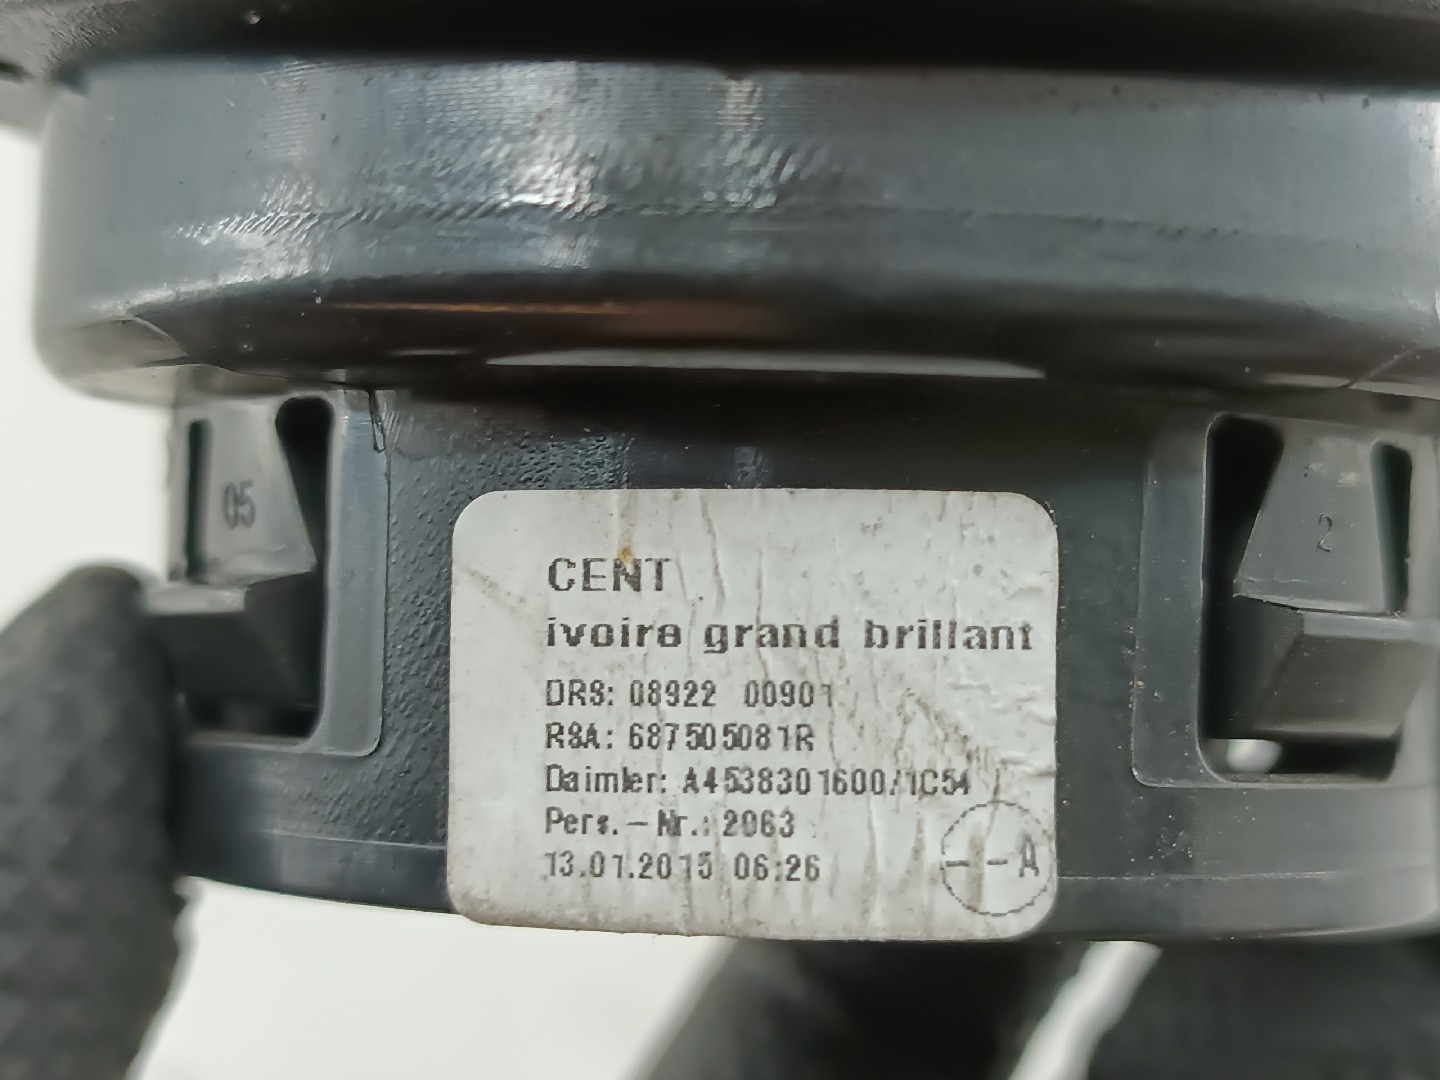 05
2
CENT
ivoire grand brillant
DRS: 08922 00901
RSA: 687505081R
Daimler: A4538301600/1C54
Pers.-Nr.: 2063
13.01.2015 06:26
--A